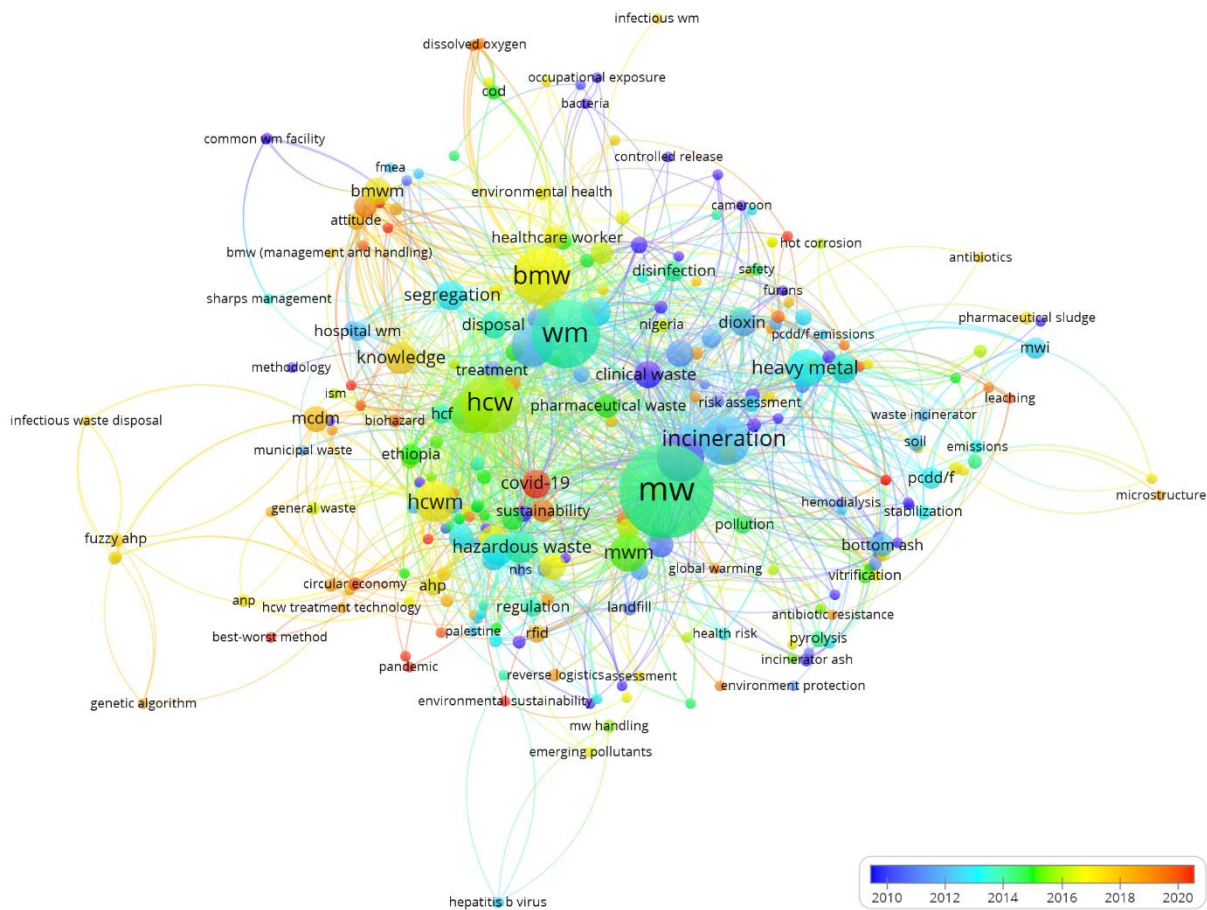 infectious wm
dissolved oxygen
occupational exposure
cod
bacteria
common wm facility
controlled release
fmea
bmwm
environmental health
cameroon
attitude
healthcare worker
hot corrosion
bmw (management and handling)
bmw
antibiotics
disinfection
safety
segregation
furans
sharps management
pharmaceutical sludge
disposal
wm
nigeria
dioxin
hospital wm
pcdd/f emissions
mwi
knowledge
methodology
treatment
clinical waste
heavy metal
ism
hcw
leaching
pharmaceutical waste
risk assessment
infectious waste disposal
mcdm
biohazard
hcf
waste incinerator
incineration
soil
emissions
municipal waste
ethiopia
pcdd/f
covid-19
mw
microstructure
hcwm
hemodialysis
general waste
sustainability
stabilization
pollution
fuzzy ahp
hazardous waste
mwm
bottom ash
nhs
global warming
vitrification
circular economy
ahp
anp
hcw treatment technology
regulation
landfill
antibiotic resistance
best-worst method
palestine
rfid
health risk
pyrolysis
pandemic
incinerator ash
reverse logistics
assessment
environment protection
genetic algorithm
environmental sustainability
mw handling
emerging pollutants
hepatitis b virus
2010
2012
2014
2016
2018
2020